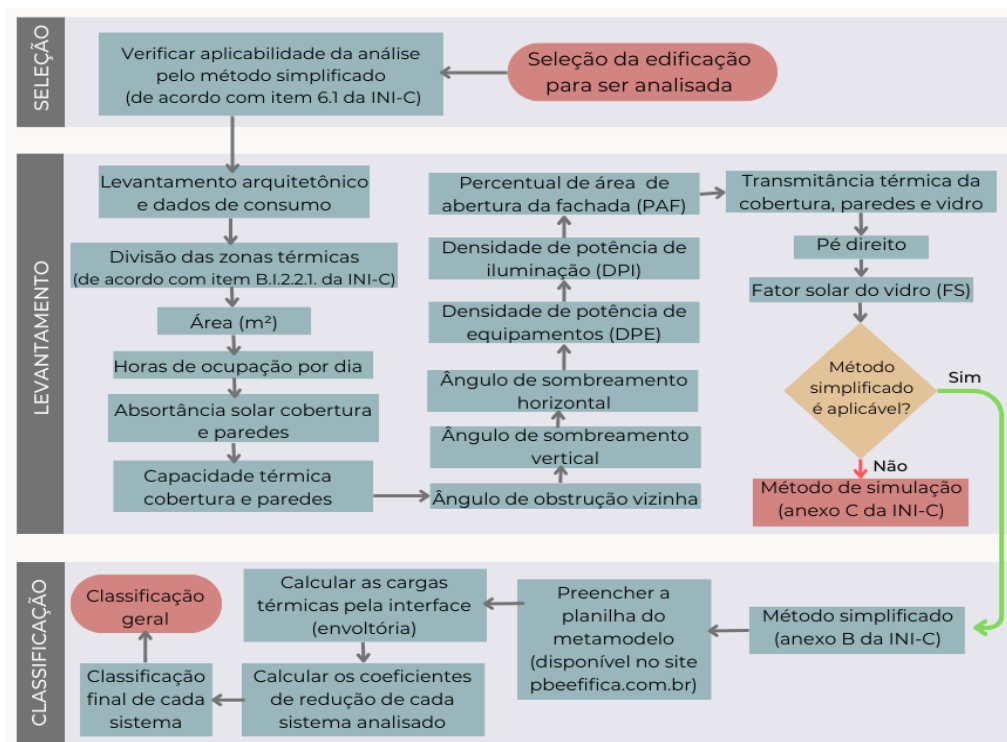 SELEÇÃO
Seleção da edificação
para ser analisada
Verificar aplicabilidade da análise
pelo método simplificado
(de acordo com item 6.1 da INI-C)
LEVANTAMENTO
Levantamento arquitetônico
e dados de consumo
Divisão das zonas térmicas
(de acordo com item B.I.2.2.1. da INI-C)
Área (m²)
Horas de ocupação por dia
Absortância solar cobertura
e paredes
Capacidade térmica
cobertura e paredes
Ângulo de obstrução vizinha
Ângulo de sombreamento
vertical
Ângulo de sombreamento
horizontal
Densidade de potência de
equipamentos (DPE)
Densidade de potência de
iluminação (DPI)
Percentual de área de
abertura da fachada (PAF)
Transmitância térmica da
cobertura, paredes e vidro
Pé direito
Fator solar do vidro (FS)
Método
simplificado
é aplicável?
Sim
Não
Método de simulação
(anexo C da INI-C)
CLASSIFICAÇÃO
Método simplificado
(anexo B da INI-C)
Preencher a
planilha do
metamodelo
(disponível no site
pbeefifica.com.br)
Calcular as cargas
térmicas pela interface
(envoltória)
Calcular os coeficientes
de redução de cada
sistema analisado
Classificação
final de cada
sistema
Classificação
geral